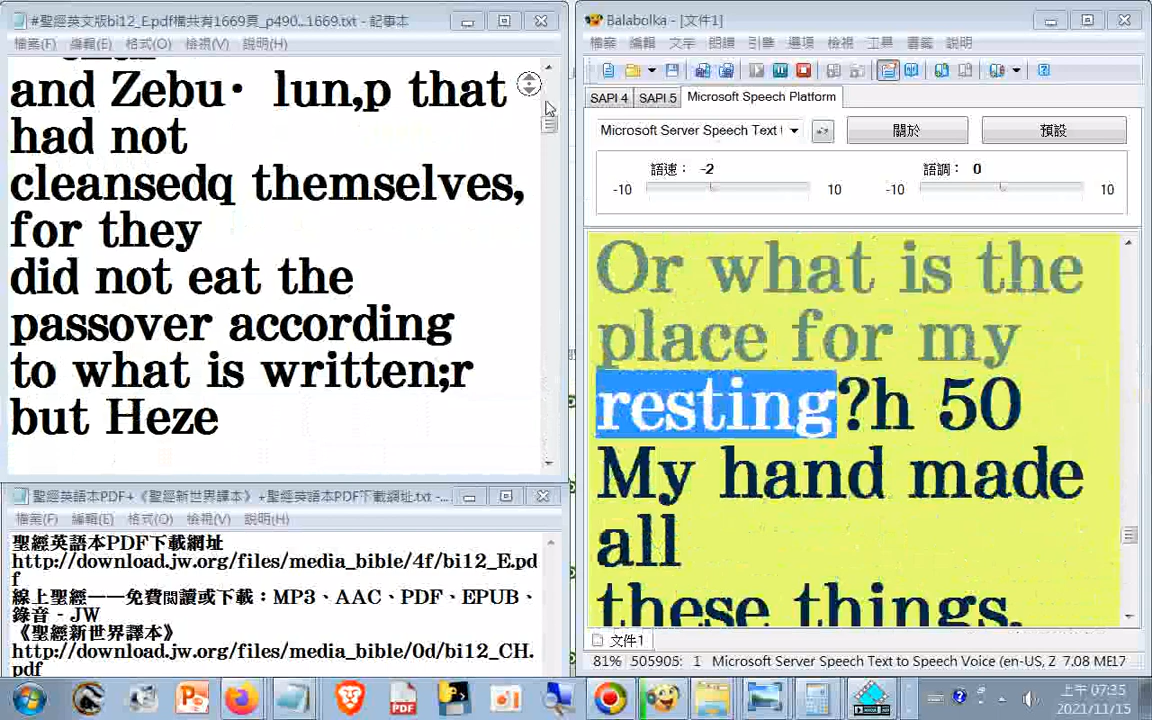 #聖經英文版bi12_E.pdf檔共有1669頁_p490...1669.txt - 記事本
檔案(F) 編輯(E) 格式(O) 檢視(V) 說明(H)
and Zebu· lun,p that
had not
cleansedq themselves,
for they
did not eat the
passover according
to what is written;r
but Heze
聖經英語本PDF+《聖經新世界譯本》+聖經英語本PDF下載網址.txt - ...
檔案(F) 編輯(E) 格式(O) 檢視(V) 說明(H)
聖經英語本PDF下載網址
http://download.jw.org/files/media_bible/4f/bi12_E.pd
f
線上聖經——免費閱讀或下載：MP3、AAC、PDF、EPUB、
錄音 - JW
《聖經新世界譯本》
http://download.jw.org/files/media_bible/0d/bi12_CH.
pdf
Balabolka - [文件1]
檔案 編輯 文字 朗讀 引擎 選項 檢視 工具 書籤 說明
SAPI 4 SAPI 5 Microsoft Speech Platform
Microsoft Server Speech Text 關於 預設
語速： -2 語調： 0
-10 10 -10 10
Or what is the
place for my
resting?h 50
My hand made
all
these things,
文件1
81% 505905: 1 Microsoft Server Speech Text to Speech Voice (en-US, Z 7.08 ME17
PDF
上午 07:35
2021/11/15